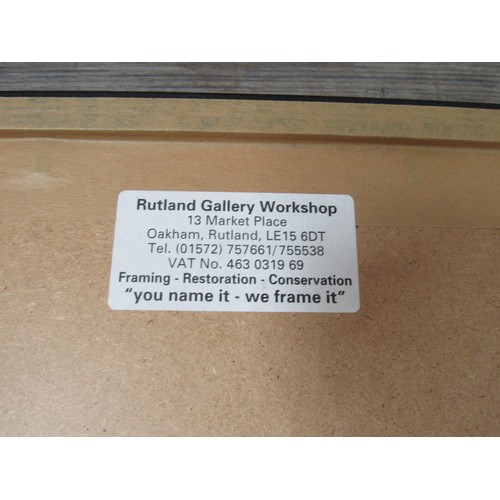 Rutland Gallery Workshop
13 Market Place
Oakham, Rutland, LE15 6DT
Tel. (01572) 757661/755538
VAT No. 463 0319 69
Framing - Restoration - Conservation
"you name it - we frame it"